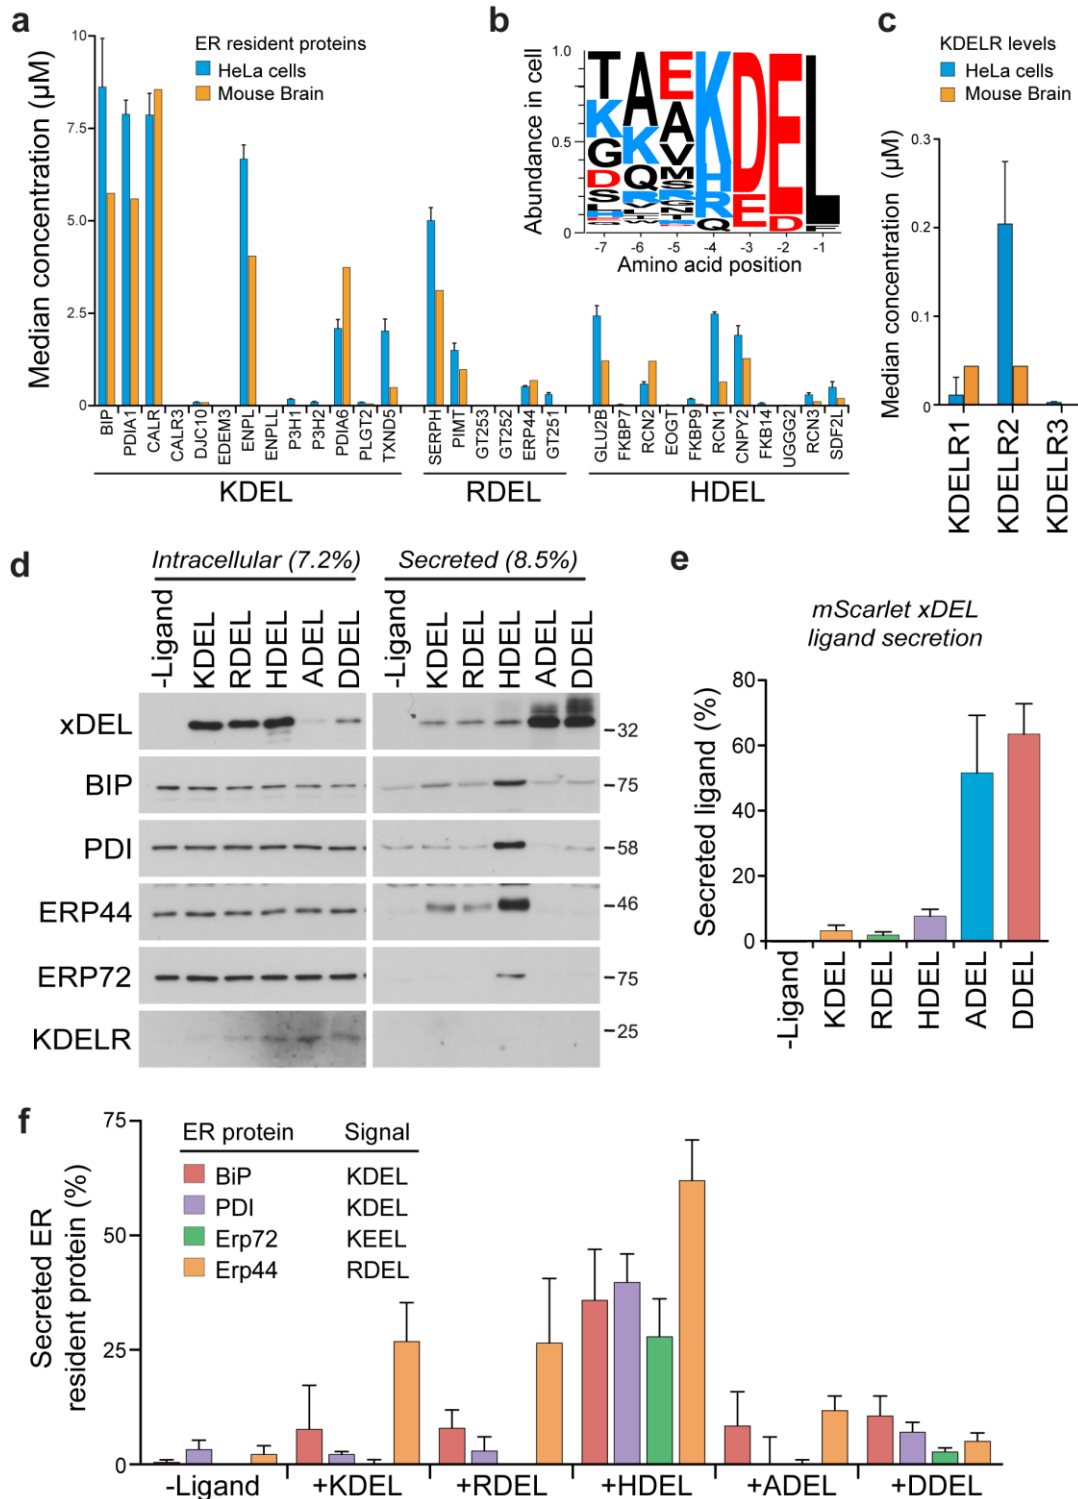 a
Median concentration (µM)
10
7.5
5.0
2.5
0
ER resident proteins
HeLa cells
Mouse Brain
BIP
PDIA1
CALR
CALR3
DJC10
EDEM3
ENPL
ENPLL
P3H1
P3H2
PDIA6
PLGT2
TXND5
SERPH
PIMT
GT253
GT252
ERP44
GT251
GLU2B
FKBP7
RCN2
EOGT
FKBP9
RCN1
CNPY2
FKB14
UGGG2
RCN3
SDF2L
KDEL
RDEL
HDEL
b
Abundance in cell
1.0
0.5
0
T A E K D E L
K K A H E D
G Q V R
D M Q
S S
-7 -6 -5 -4 -3 -2 -1
Amino acid position
c
KDELR levels
HeLa cells
Mouse Brain
Median concentration (µM)
0.3
0.2
0.1
0
KDELR1
KDELR2
KDELR3
d
Intracellular (7.2%)
Secreted (8.5%)
-Ligand KDEL RDEL HDEL ADEL DDEL
-Ligand KDEL RDEL HDEL ADEL DDEL
xDEL
-32
BIP
-75
PDI
-58
ERP44
-46
ERP72
-75
KDELR
-25
e
mScarlet xDEL
ligand secretion
Secreted ligand (%)
80
60
40
20
0
-Ligand
KDEL
RDEL
HDEL
ADEL
DDEL
f
Secreted ER
resident protein (%)
75
50
25
0
ER protein Signal
BiP KDEL
PDI KDEL
Erp72 KEEL
Erp44 RDEL
-Ligand +KDEL +RDEL +HDEL +ADEL +DDEL